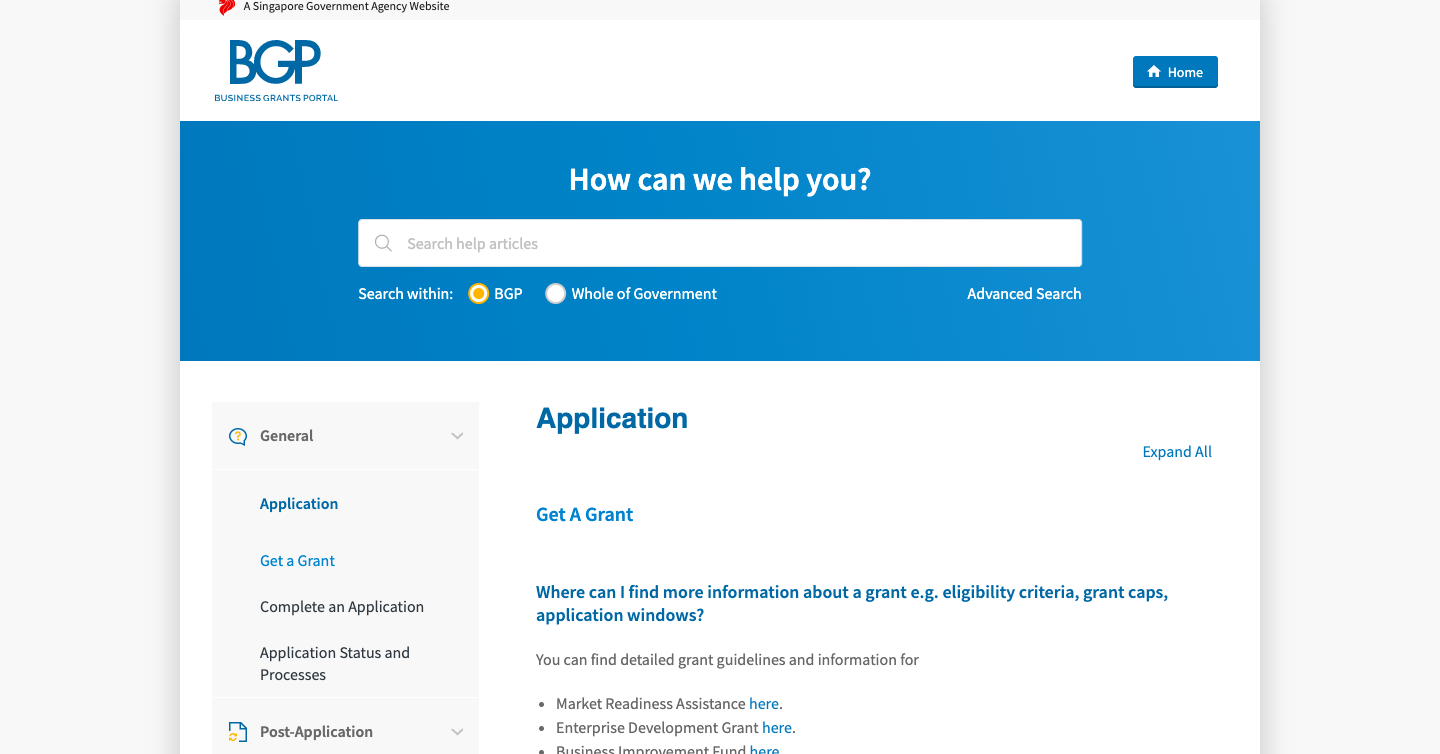 A Singapore Government Agency Website
BGP
BUSINESS GRANTS PORTAL
Home
How can we help you?
Search help articles
Search within: BGP Whole of Government Advanced Search
General
Application
Get a Grant
Complete an Application
Application Status and
Processes
Post-Application
Application
Expand All
Get A Grant
Where can I find more information about a grant e.g. eligibility criteria, grant caps,
application windows?
You can find detailed grant guidelines and information for
• Market Readiness Assistance here.
• Enterprise Development Grant here.
• Business Improvement Fund here.